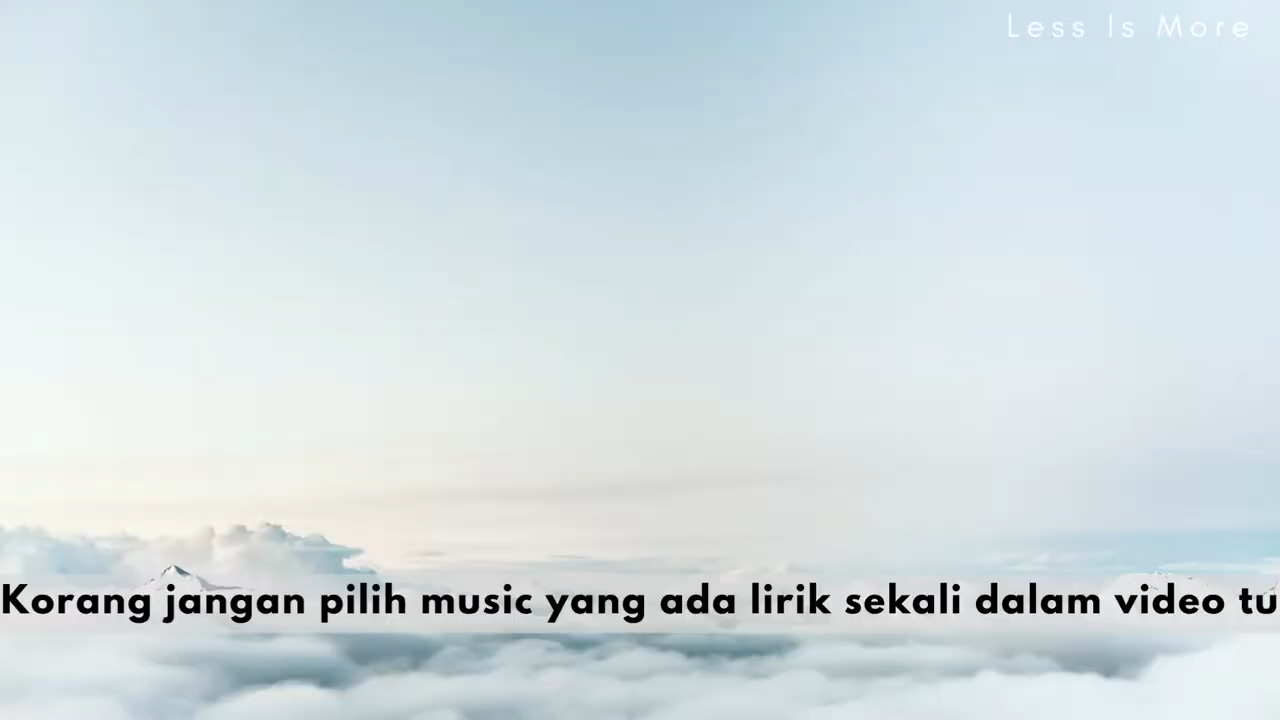 Less Is More
Korang jangan pilih music yang ada lirik sekali dalam video tu